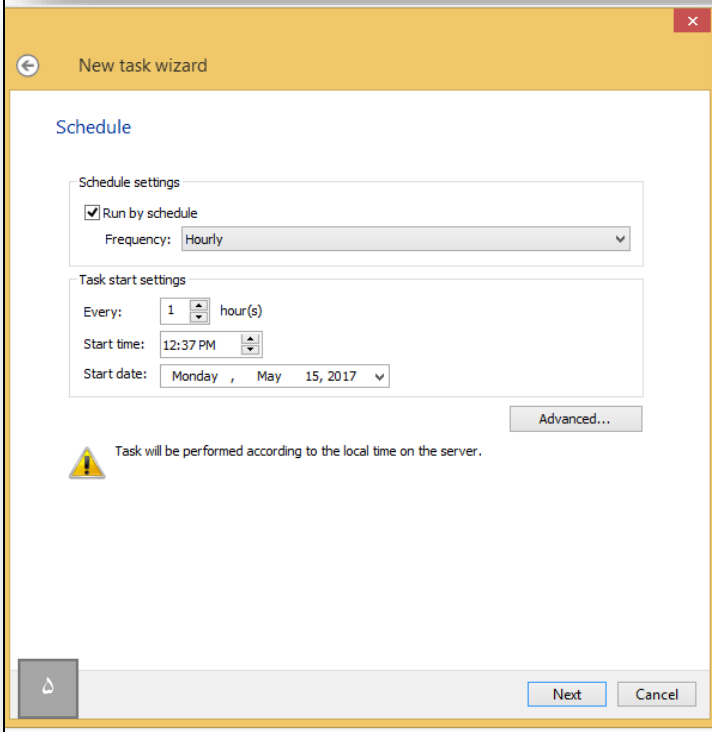 New task wizard
Schedule
Schedule settings
Run by schedule
Frequency: Hourly
Task start settings
Every: 1 hour(s)
Start time: 12:37 PM
Start date: Monday , May 15, 2017
Advanced...
Task will be performed according to the local time on the server.
۵
Next Cancel